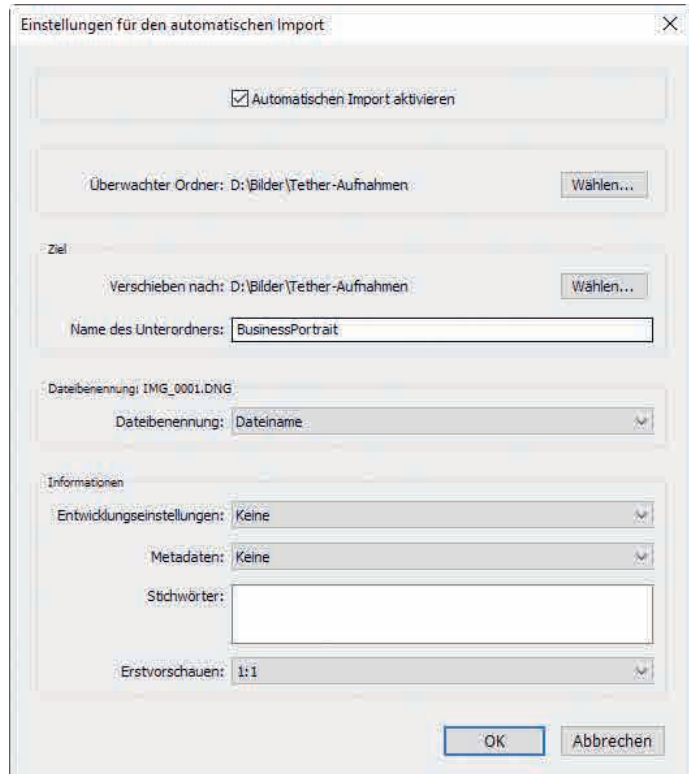 Einstellungen für den automatischen Import
Automatischen Import aktivieren
Überwachter Ordner: D:\Bilder\Tether-Aufnahmen Wählen...
Ziel
Verschieben nach: D:\Bilder\Tether-Aufnahmen Wählen...
Name des Unterordners: BusinessPortrait
Dateibenennung: IMG_0001.DNG
Dateibenennung: Dateiname
Informationen
Entwicklungseinstellungen: Keine
Metadaten: Keine
Stichwörter:
Erstvorschauen: 1:1
OK Abbrechen